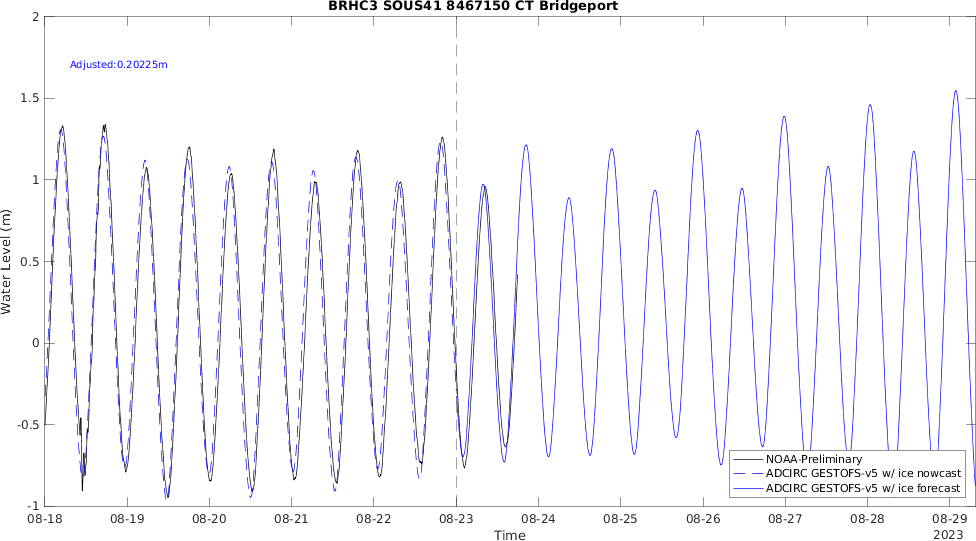 BRHC3 SOUS41 8467150 CT Bridgeport
2
Adjusted:0.20225m
1.5
1
0.5
0
-0.5
-1
Water Level (m)
NOAA-Preliminary
ADCIRC GESTOFS-v5 w/ ice nowcast
ADCIRC GESTOFS-v5 w/ ice forecast
08-18 08-19 08-20 08-21 08-22 08-23 08-24 08-25 08-26 08-27 08-28 08-29
2023
Time